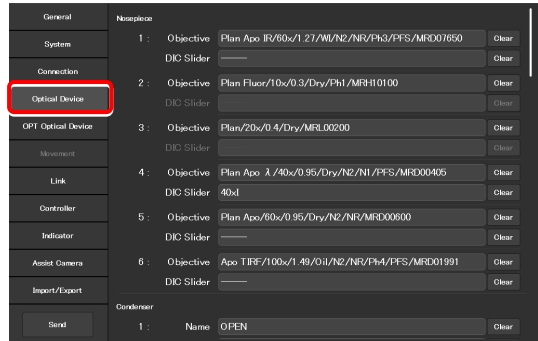 General
System
Connection
Optical Device
OPT Optical Device
Movement
Link
Controller
Indicator
Assist Camera
Import/Export
Send
Nosepiece
1 : Objective Plan Apo IR/60x/1.27/WI/N2/NR/Ph3/PFS/MRD07650 Clear
DIC Slider —— Clear
2 : Objective Plan Fluor/10x/0.3/Dry/Ph1/MRH10100 Clear
DIC Slider Clear
3 : Objective Plan/20x/0.4/Dry/MRL00200 Clear
DIC Slider Clear
4 : Objective Plan Apo λ/40x/0.95/Dry/N2/N1/PFS/MRD00405 Clear
DIC Slider 40xI Clear
5 : Objective Plan Apo/60x/0.95/Dry/N2/NR/MRD00600 Clear
DIC Slider —— Clear
6 : Objective Apo TIRF/100x/1.49/Oil/N2/NR/Ph4/PFS/MRD01991 Clear
DIC Slider —— Clear
Condenser
1 : Name OPEN Clear